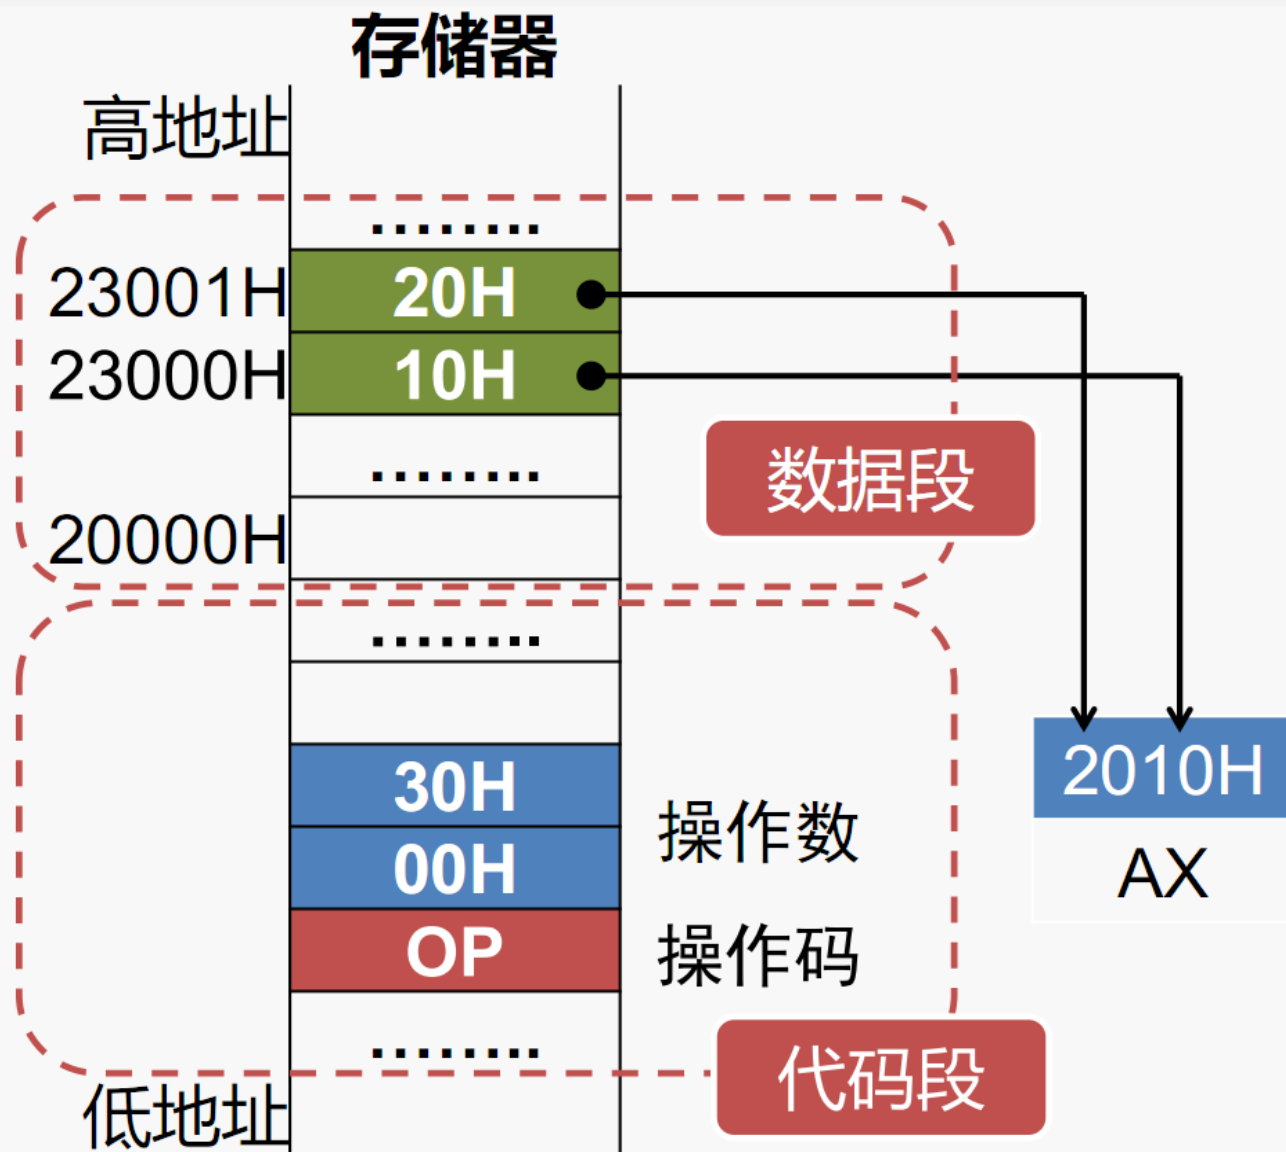 存储器
高地址
........
23001H
20H
23000H
10H
数据段
........
20000H
........
30H
操作数
00H
2010H
AX
OP
操作码
........
代码段
低地址